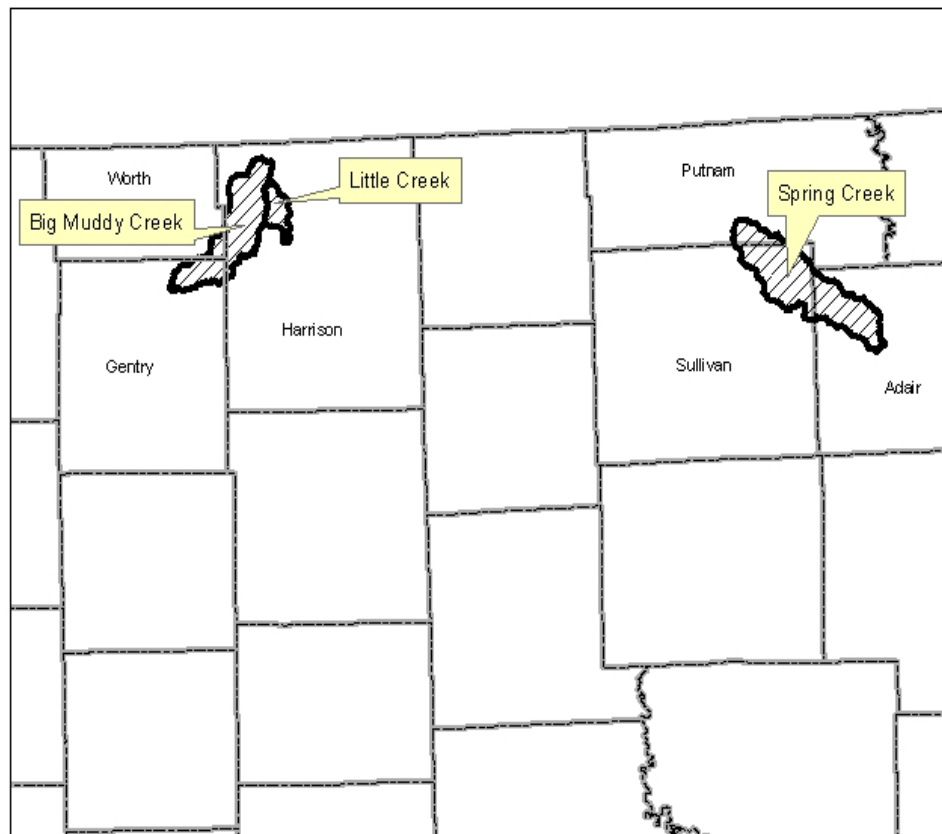 Worth
Little Creek
Putnam
Spring Creek
Big Muddy Creek
Harrison
Gentry
Sullivan
Adair